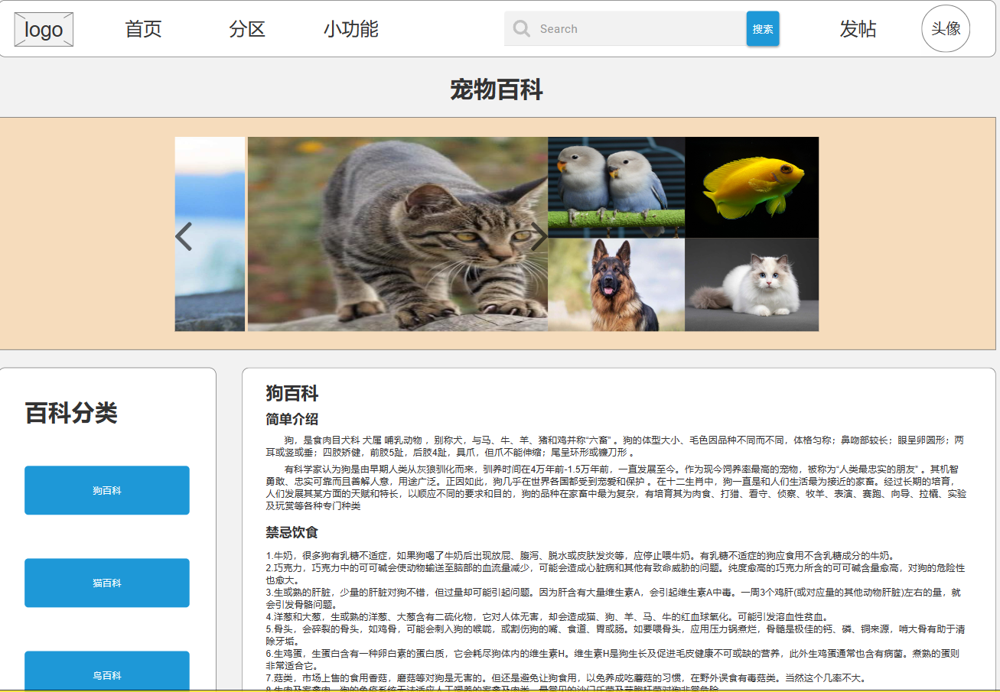 logo
首页
分区
小功能
Search
搜索
发帖
头像
宠物百科
百科分类
狗百科
猫百科
鸟百科
狗百科
简单介绍
狗，是食肉目犬科 犬属 哺乳动物 ，别称犬，与马、牛、羊、猪和鸡并称“六畜” 。狗的体型大小、毛色因品种不同而不同，体格匀称；鼻吻部较长；眼呈卵圆形；两
耳或竖或垂；四肢矫健，前肢5趾，后肢4趾，具爪，但爪不能伸缩；尾呈环形或镰刀形 。
有科学家认为狗是由早期人类从灰狼驯化而来，驯养时间在4万年前-1.5万年前，一直发展至今。作为现今饲养率最高的宠物，被称为“人类最忠实的朋友” 。其机智
勇敢、忠实可靠而且善解人意，用途广泛。正因如此，狗几乎在世界各国都受到宠爱和保护 。在十二生肖中，狗一直是和人们生活最为接近的家畜。经过长期的培育，
人们发展其某方面的天赋和特长，以顺应不同的要求和目的，狗的品种在家畜中最为复杂，有培育其为肉食、打猎、看守、侦察、牧羊、表演、赛跑、向导、拉橇、实验
及玩赏等各种专门种类
禁忌饮食
1.牛奶，很多狗有乳糖不适症，如果狗喝了牛奶后出现放屁、腹泻、脱水或皮肤发炎等，应停止喂牛奶。有乳糖不适症的狗应食用不含乳糖成分的牛奶。
2.巧克力，巧克力中的可可碱会使动物输送至脑部的血流量减少，可能会造成心脏病和其他有致命威胁的问题。纯度愈高的巧克力所含的可可碱含量愈高，对狗的危险性
也愈大。
3.生或熟的肝脏，少量的肝脏对狗不错，但过量却可能引起问题。因为肝含有大量维生素A，会引起维生素A中毒。一周3个鸡肝(或对应量的其他动物肝脏)左右的量，就
会引发骨骼问题。
4.洋葱和大葱，生或熟的洋葱、大葱含有二硫化物，它对人体无害，却会造成猫、狗、羊、马、牛的红血球氧化。可能引发溶血性贫血。
5.骨头，会碎裂的骨头，如鸡骨，可能会刺入狗的喉咙，或割伤狗的嘴、食道、胃或肠。如要喂骨头，应用压力锅煮烂，骨髓是极佳的钙、磷、铜来源，啃大骨有助于清
除牙垢。
6.生鸡蛋，生蛋白含有一种卵白素的蛋白质，它会耗尽狗体内的维生素H。维生素H是狗生长及促进毛皮健康不可或缺的营养，此外生鸡蛋通常也含有病菌。煮熟的蛋则
非常适合它。
7.菇类，市场上售的食用香菇，磨菇等对狗是无害的。但还是避免让狗食用，以免养成吃蘑菇的习惯，在野外误食有毒菇类。当然这个几率不大。